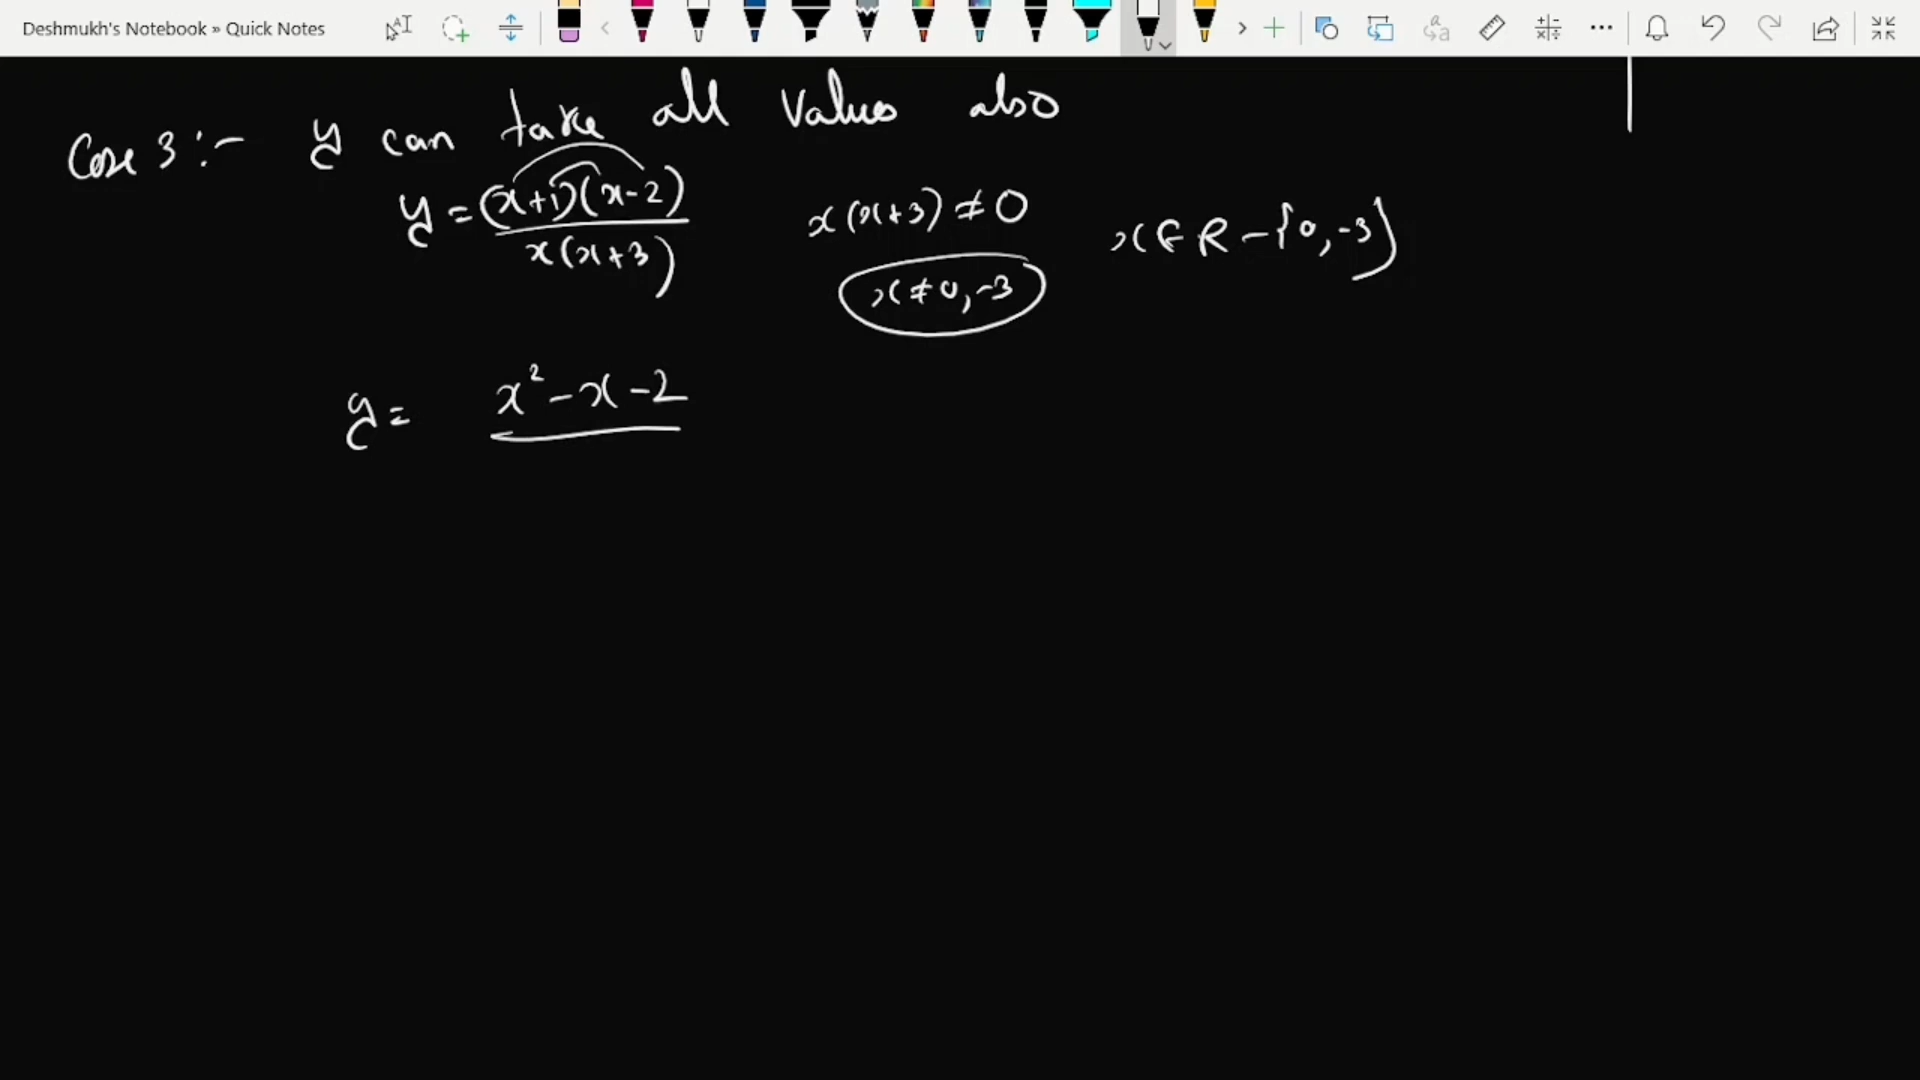 Deshmukh's Notebook » Quick Notes
Case 3 :- y can take all values also
y = (x+1)(x-2) / x(x+3)
x(x+3) ≠ 0
x ∈ R - {0, -3}
x ≠ 0, -3
y = x² - x - 2